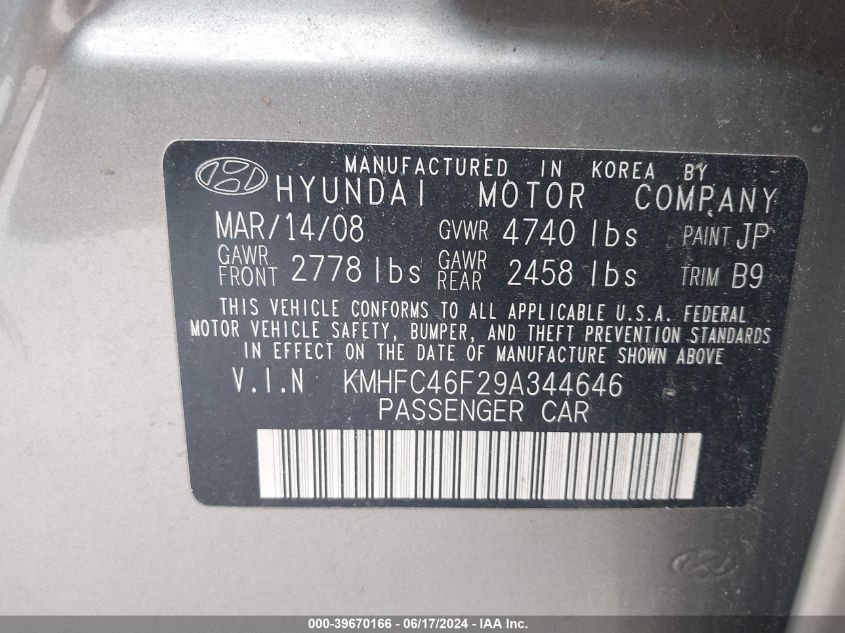 MANUFACTURED IN KOREA BY
HYUNDAI MOTOR COMPANY
MAR/14/08 GVWR 4740 lbs PAINT JP
GAWR FRONT 2778 lbs GAWR REAR 2458 lbs TRIM B9
THIS VEHICLE CONFORMS TO ALL APPLICABLE U.S.A. FEDERAL
MOTOR VEHICLE SAFETY, BUMPER, AND THEFT PREVENTION STANDARDS
IN EFFECT ON THE DATE OF MANUFACTURE SHOWN ABOVE
V.I.N KMHFC46F29A344646
PASSENGER CAR
000-39670166 - 06/17/2024 - IAA Inc.